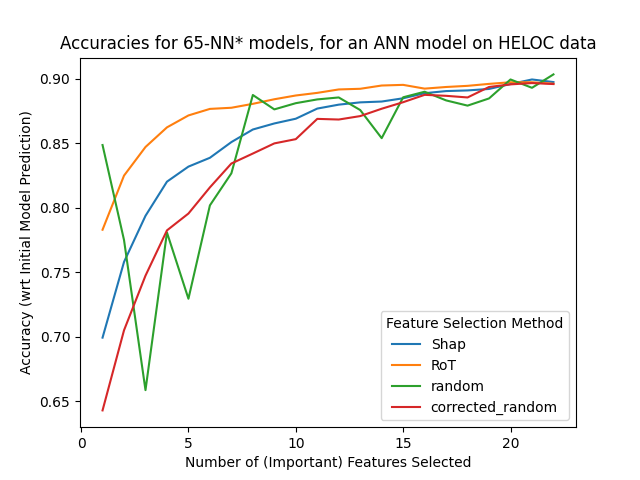 Accuracies for 65-NN* models, for an ANN model on HELOC data
Accuracy (wrt Initial Model Prediction)
0.90
0.85
0.80
0.75
0.70
0.65
Feature Selection Method
Shap
RoT
random
corrected_random
0 5 10 15 20
Number of (Important) Features Selected